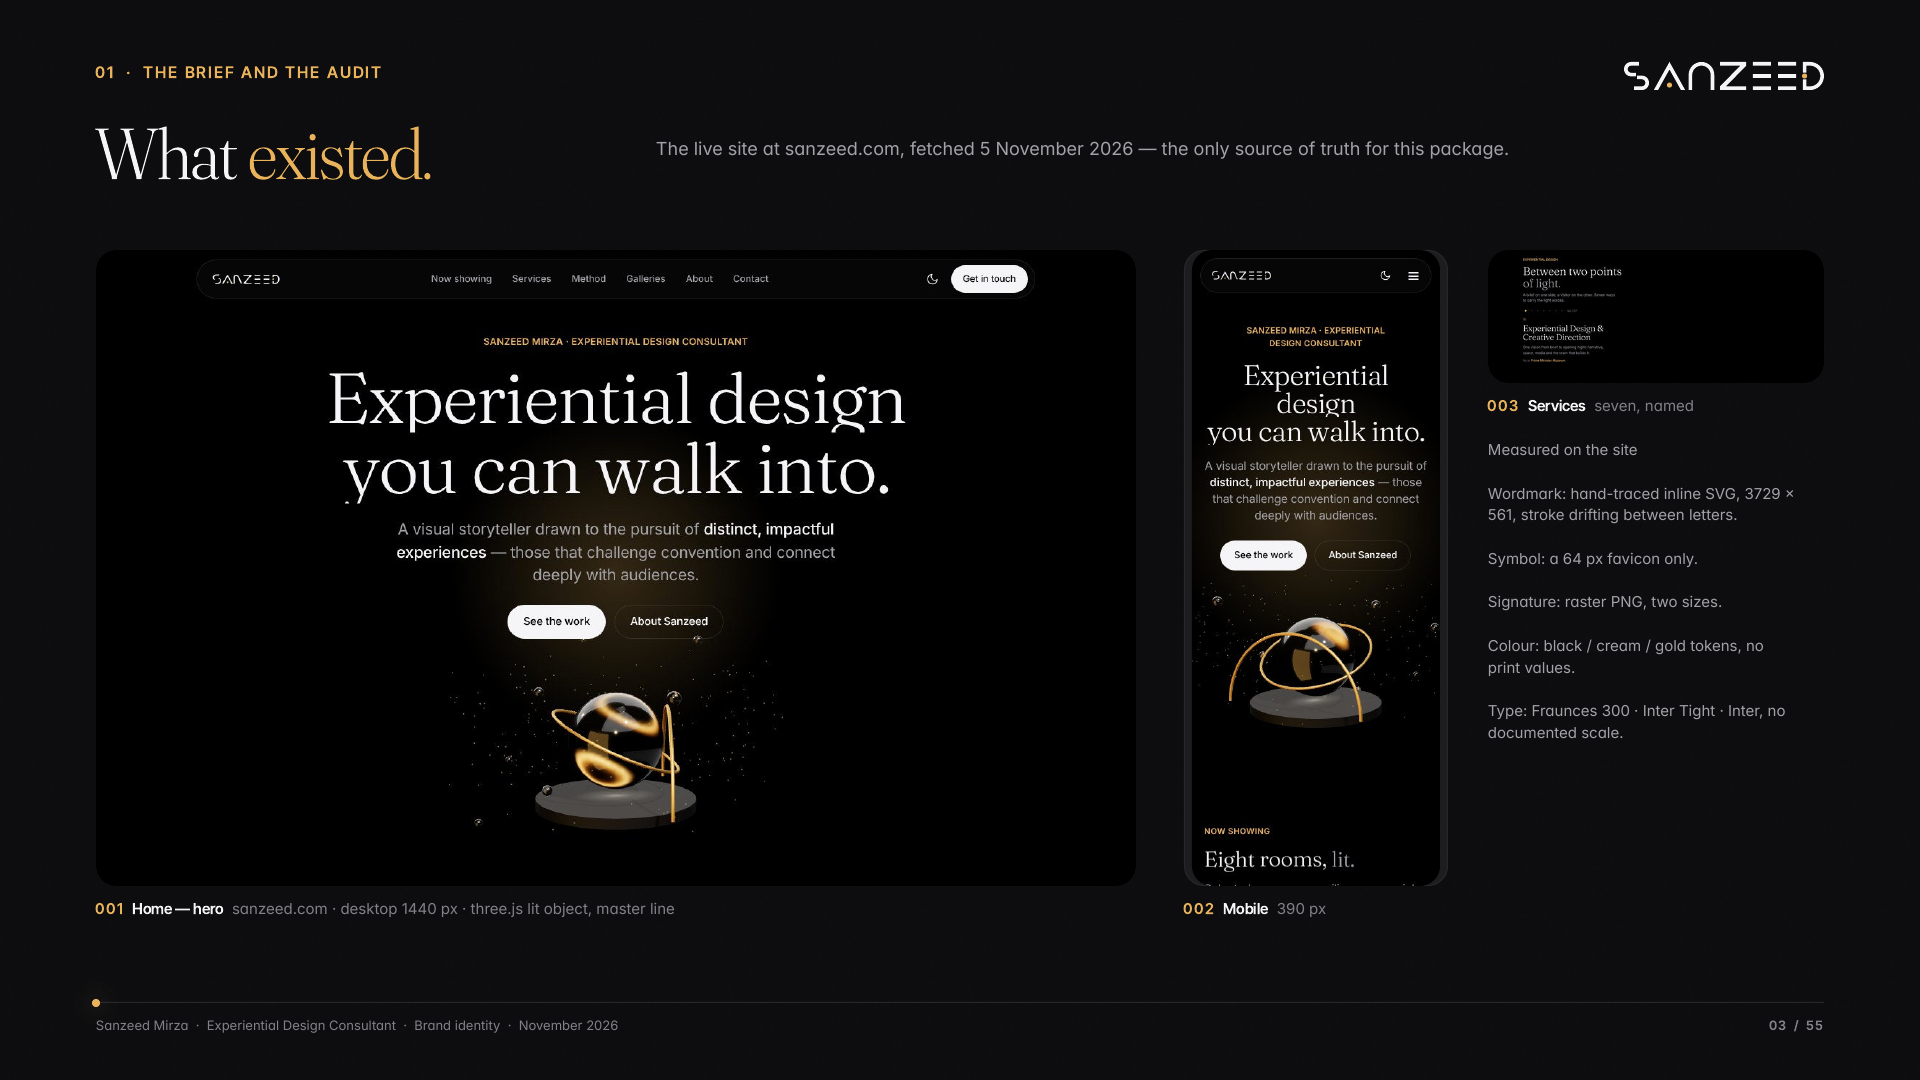 01 · THE BRIEF AND THE AUDIT
SANZEED
What existed.
The live site at sanzeed.com, fetched 5 November 2026 — the only source of truth for this package.
SANZEED
Now showing
Services
Method
Galleries
About
Contact
Get in touch
SANZEED MIRZA · EXPERIENTIAL DESIGN CONSULTANT
Experiential design
you can walk into.
A visual storyteller drawn to the pursuit of distinct, impactful
experiences — those that challenge convention and connect
deeply with audiences.
See the work
About Sanzeed
001 Home — hero sanzeed.com · desktop 1440 px · three.js lit object, master line
SANZEED
SANZEED MIRZA · EXPERIENTIAL
DESIGN CONSULTANT
Experiential
design
you can walk into.
A visual storyteller drawn to the pursuit of
distinct, impactful experiences — those
that challenge convention and connect
deeply with audiences.
See the work
About Sanzeed
NOW SHOWING
Eight rooms, lit.
002 Mobile 390 px
EXPERIENTIAL DESIGN
Between two points
of light.
Experiential Design &
Creative Direction
003 Services seven, named
Measured on the site
Wordmark: hand-traced inline SVG, 3729 ×
561, stroke drifting between letters.
Symbol: a 64 px favicon only.
Signature: raster PNG, two sizes.
Colour: black / cream / gold tokens, no
print values.
Type: Fraunces 300 · Inter Tight · Inter, no
documented scale.
Sanzeed Mirza · Experiential Design Consultant · Brand identity · November 2026
03 / 55